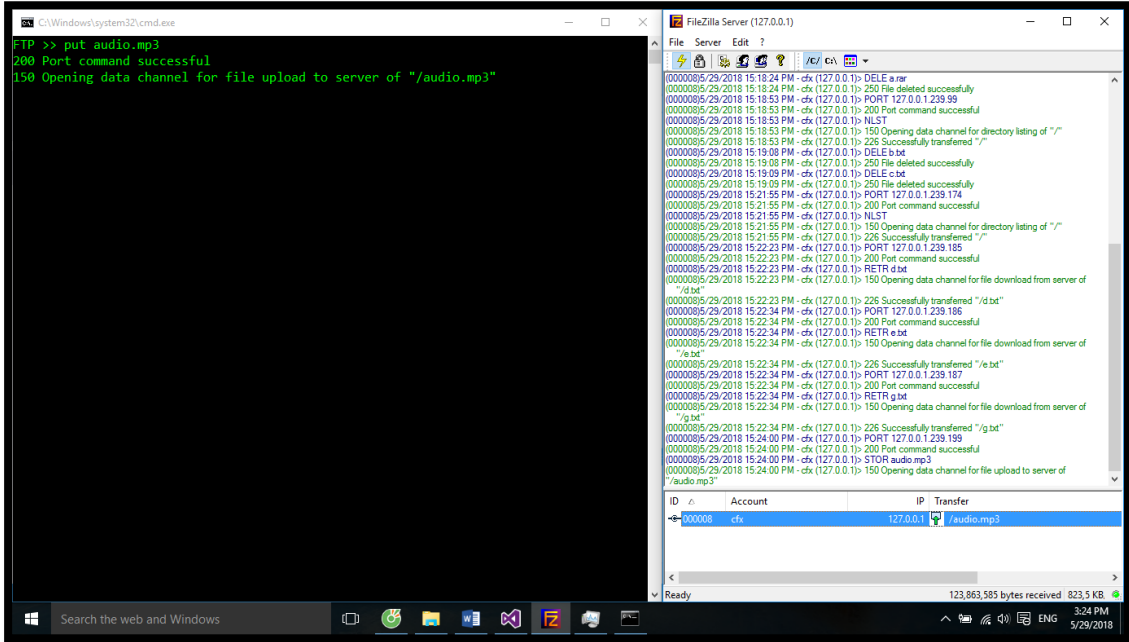 C:\Windows\system32\cmd.exe
FTP >> put audio.mp3
200 Port command successful
150 Opening data channel for file upload to server of "/audio.mp3"
FileZilla Server (127.0.0.1)
File Server Edit ?
/C/ C:\
(000008)5/29/2018 15:18:24 PM - cfx (127.0.0.1)> DELE a.rar
(000008)5/29/2018 15:18:24 PM - cfx (127.0.0.1)> 250 File deleted successfully
(000008)5/29/2018 15:18:53 PM - cfx (127.0.0.1)> PORT 127.0.0.1.239.99
(000008)5/29/2018 15:18:53 PM - cfx (127.0.0.1)> 200 Port command successful
(000008)5/29/2018 15:18:53 PM - cfx (127.0.0.1)> NLST
(000008)5/29/2018 15:18:53 PM - cfx (127.0.0.1)> 150 Opening data channel for directory listing of "/"
(000008)5/29/2018 15:18:53 PM - cfx (127.0.0.1)> 226 Successfully transferred "/"
(000008)5/29/2018 15:19:08 PM - cfx (127.0.0.1)> DELE b.txt
(000008)5/29/2018 15:19:08 PM - cfx (127.0.0.1)> 250 File deleted successfully
(000008)5/29/2018 15:19:09 PM - cfx (127.0.0.1)> DELE c.txt
(000008)5/29/2018 15:19:09 PM - cfx (127.0.0.1)> 250 File deleted successfully
(000008)5/29/2018 15:21:55 PM - cfx (127.0.0.1)> PORT 127.0.0.1.239.174
(000008)5/29/2018 15:21:55 PM - cfx (127.0.0.1)> 200 Port command successful
(000008)5/29/2018 15:21:55 PM - cfx (127.0.0.1)> NLST
(000008)5/29/2018 15:21:55 PM - cfx (127.0.0.1)> 150 Opening data channel for directory listing of "/"
(000008)5/29/2018 15:21:55 PM - cfx (127.0.0.1)> 226 Successfully transferred "/"
(000008)5/29/2018 15:22:23 PM - cfx (127.0.0.1)> PORT 127.0.0.1.239.185
(000008)5/29/2018 15:22:23 PM - cfx (127.0.0.1)> 200 Port command successful
(000008)5/29/2018 15:22:23 PM - cfx (127.0.0.1)> RETR d.txt
(000008)5/29/2018 15:22:23 PM - cfx (127.0.0.1)> 150 Opening data channel for file download from server of
"/d.txt"
(000008)5/29/2018 15:22:23 PM - cfx (127.0.0.1)> 226 Successfully transferred "/d.txt"
(000008)5/29/2018 15:22:34 PM - cfx (127.0.0.1)> PORT 127.0.0.1.239.186
(000008)5/29/2018 15:22:34 PM - cfx (127.0.0.1)> 200 Port command successful
(000008)5/29/2018 15:22:34 PM - cfx (127.0.0.1)> RETR e.txt
(000008)5/29/2018 15:22:34 PM - cfx (127.0.0.1)> 150 Opening data channel for file download from server of
"/e.txt"
(000008)5/29/2018 15:22:34 PM - cfx (127.0.0.1)> 226 Successfully transferred "/e.txt"
(000008)5/29/2018 15:22:34 PM - cfx (127.0.0.1)> PORT 127.0.0.1.239.187
(000008)5/29/2018 15:22:34 PM - cfx (127.0.0.1)> 200 Port command successful
(000008)5/29/2018 15:22:34 PM - cfx (127.0.0.1)> RETR g.txt
(000008)5/29/2018 15:22:34 PM - cfx (127.0.0.1)> 150 Opening data channel for file download from server of
"/g.txt"
(000008)5/29/2018 15:22:34 PM - cfx (127.0.0.1)> 226 Successfully transferred "/g.txt"
(000008)5/29/2018 15:24:00 PM - cfx (127.0.0.1)> PORT 127.0.0.1.239.199
(000008)5/29/2018 15:24:00 PM - cfx (127.0.0.1)> 200 Port command successful
(000008)5/29/2018 15:24:00 PM - cfx (127.0.0.1)> STOR audio.mp3
(000008)5/29/2018 15:24:00 PM - cfx (127.0.0.1)> 150 Opening data channel for file upload to server of
"/audio.mp3"
ID Account IP Transfer
000008 cfx 127.0.0.1 /audio.mp3
Ready 123,863,585 bytes received 823,5 KB.
Search the web and Windows
ENG
3:24 PM
5/29/2018